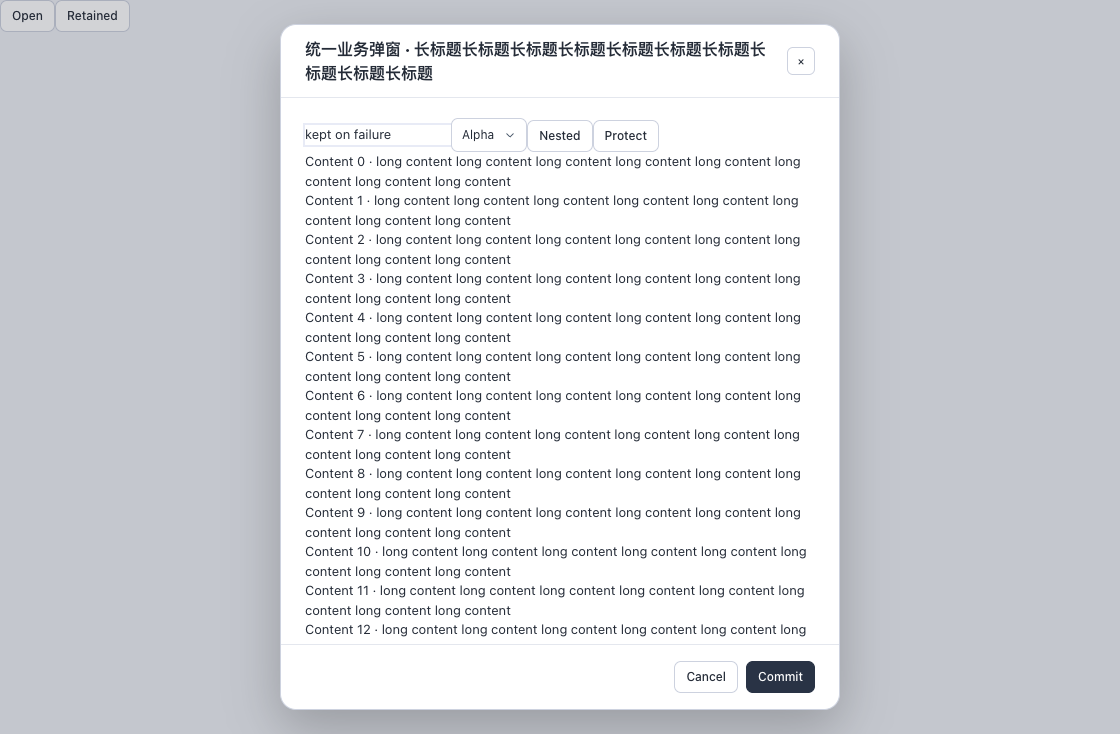 Open Retained
统一业务弹窗 · 长标题长标题长标题长标题长标题长标题长标题长
标题长标题长标题
×
kept on failure Alpha Nested Protect
Content 0 · long content long content long content long content long content long
content long content long content
Content 1 · long content long content long content long content long content long
content long content long content
Content 2 · long content long content long content long content long content long
content long content long content
Content 3 · long content long content long content long content long content long
content long content long content
Content 4 · long content long content long content long content long content long
content long content long content
Content 5 · long content long content long content long content long content long
content long content long content
Content 6 · long content long content long content long content long content long
content long content long content
Content 7 · long content long content long content long content long content long
content long content long content
Content 8 · long content long content long content long content long content long
content long content long content
Content 9 · long content long content long content long content long content long
content long content long content
Content 10 · long content long content long content long content long content long
content long content long content
Content 11 · long content long content long content long content long content long
content long content long content
Content 12 · long content long content long content long content long content long
Cancel Commit